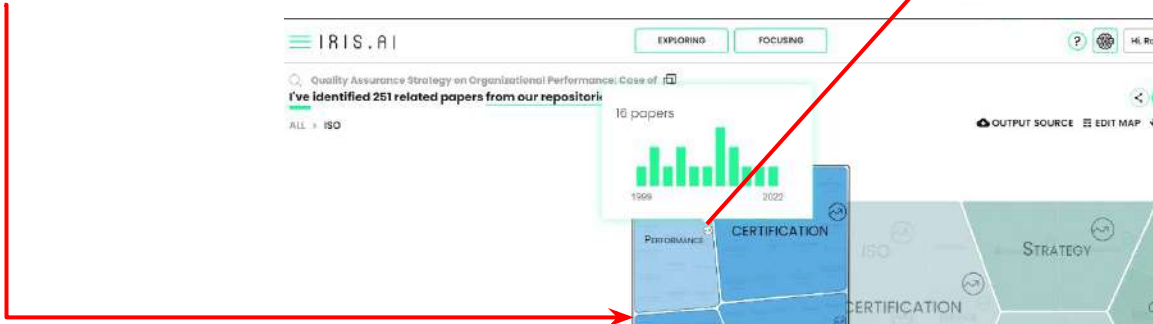 IRIS.AI
EXPLORING
FOCUSING
?
Hi, Ro
Quality Assurance Strategy on Organizational Performance: Case of
I've identified 251 related papers from our repositorie
ALL > ISO
OUTPUT SOURCE
EDIT MAP
16 papers
1999
2022
PERFORMANCE
CERTIFICATION
ISO
STRATEGY
CERTIFICATION